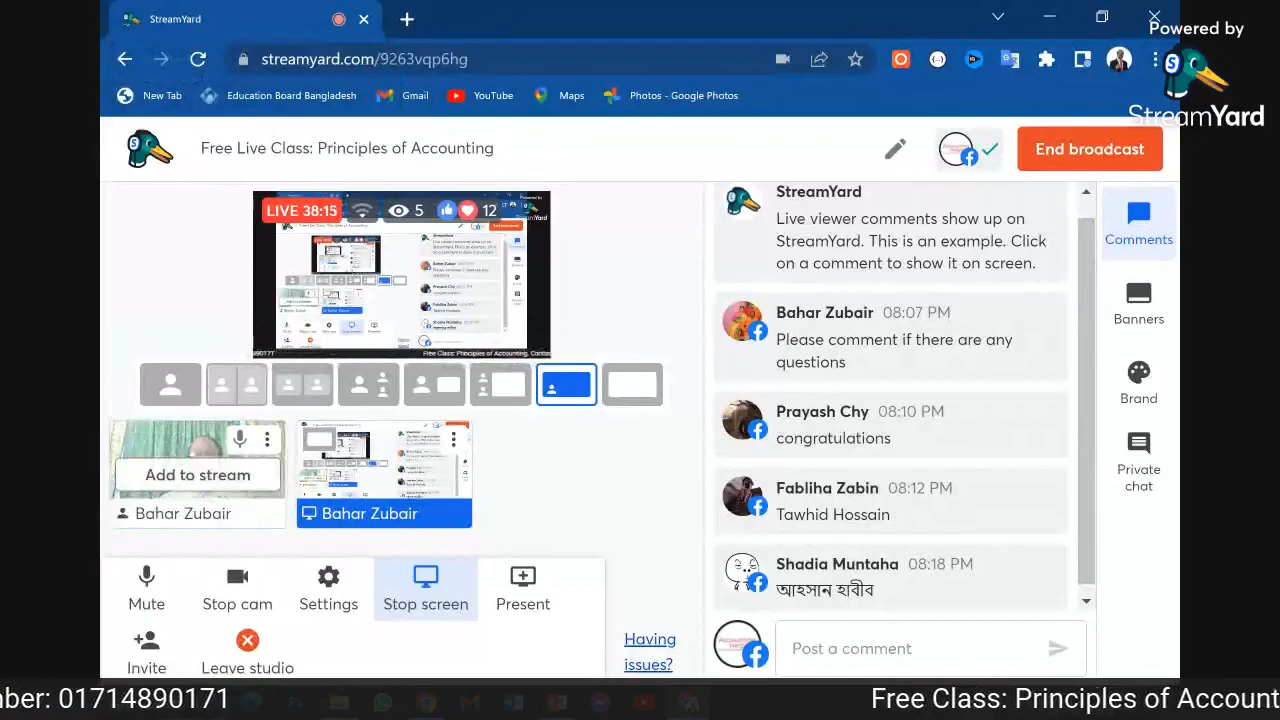 StreamYard
Powered by
StreamYard
streamyard.com/9263vqp6hg
New Tab
Education Board Bangladesh
Gmail
YouTube
Maps
Photos - Google Photos
Free Live Class: Principles of Accounting
End broadcast
LIVE 38:15
5
12
StreamYard
Live viewer comments show up on
StreamYard. This is an example. Click
on a comment to show it on screen.
Bahar Zubair 08:07 PM
Please comment if there are any
questions
Prayash Chy 08:10 PM
congratulations
Fabliha Zabin 08:12 PM
Tawhid Hossain
Shadia Muntaha 08:18 PM
আহসান হাবীব
Post a comment
Comments
Banners
Brand
Private
chat
Add to stream
Bahar Zubair
Bahar Zubair
Mute
Stop cam
Settings
Stop screen
Present
Invite
Leave studio
Having
issues?
nber: 01714890171
Free Class: Principles of Account